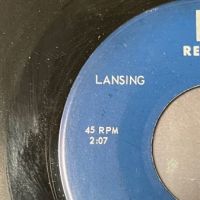 RE
LANSING
45 RPM
2:07